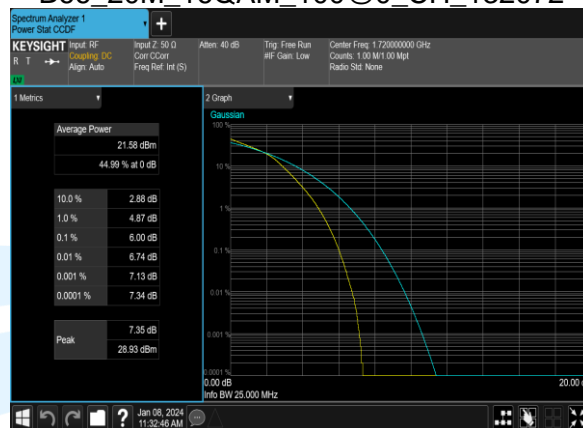 Spectrum Analyzer 1
Power Stat CCDF
+
KEYSIGHT
R T
LXI
Input: RF
Coupling: DC
Align: Auto
Input Z: 50 Ω
Corr CCorr
Freq Ref: Int (S)
Atten: 40 dB
Trig: Free Run
#IF Gain: Low
Center Freq: 1.720000000 GHz
Counts: 1.00 M/1.00 Mpt
Radio Std: None
1 Metrics
Average Power
21.58 dBm
44.99 % at 0 dB
10.0 % 2.88 dB
1.0 % 4.87 dB
0.1 % 6.00 dB
0.01 % 6.74 dB
0.001 % 7.13 dB
0.0001 % 7.34 dB
Peak
7.35 dB
28.93 dBm
2 Graph
Gaussian
100 %
10 %
1 %
0.1 %
0.01 %
0.001 %
0.0001 %
0.00 dB
20.00
Info BW 25.000 MHz
?
Jan 08, 2024
11:32:46 AM